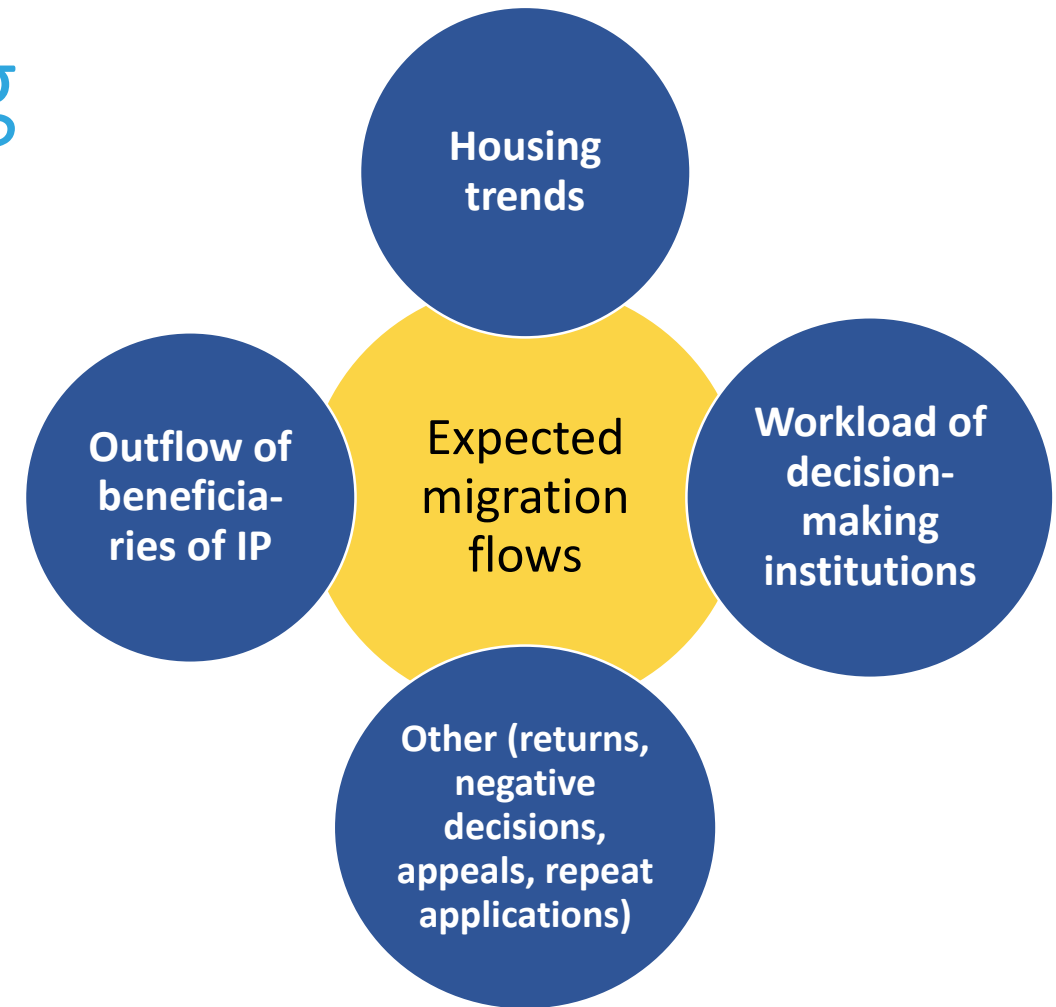 g
Housing
trends
Outflow of
beneficia-
ries of IP
Expected
migration
flows
Workload of
decision-
making
institutions
Other (returns,
negative
decisions,
appeals, repeat
applications)